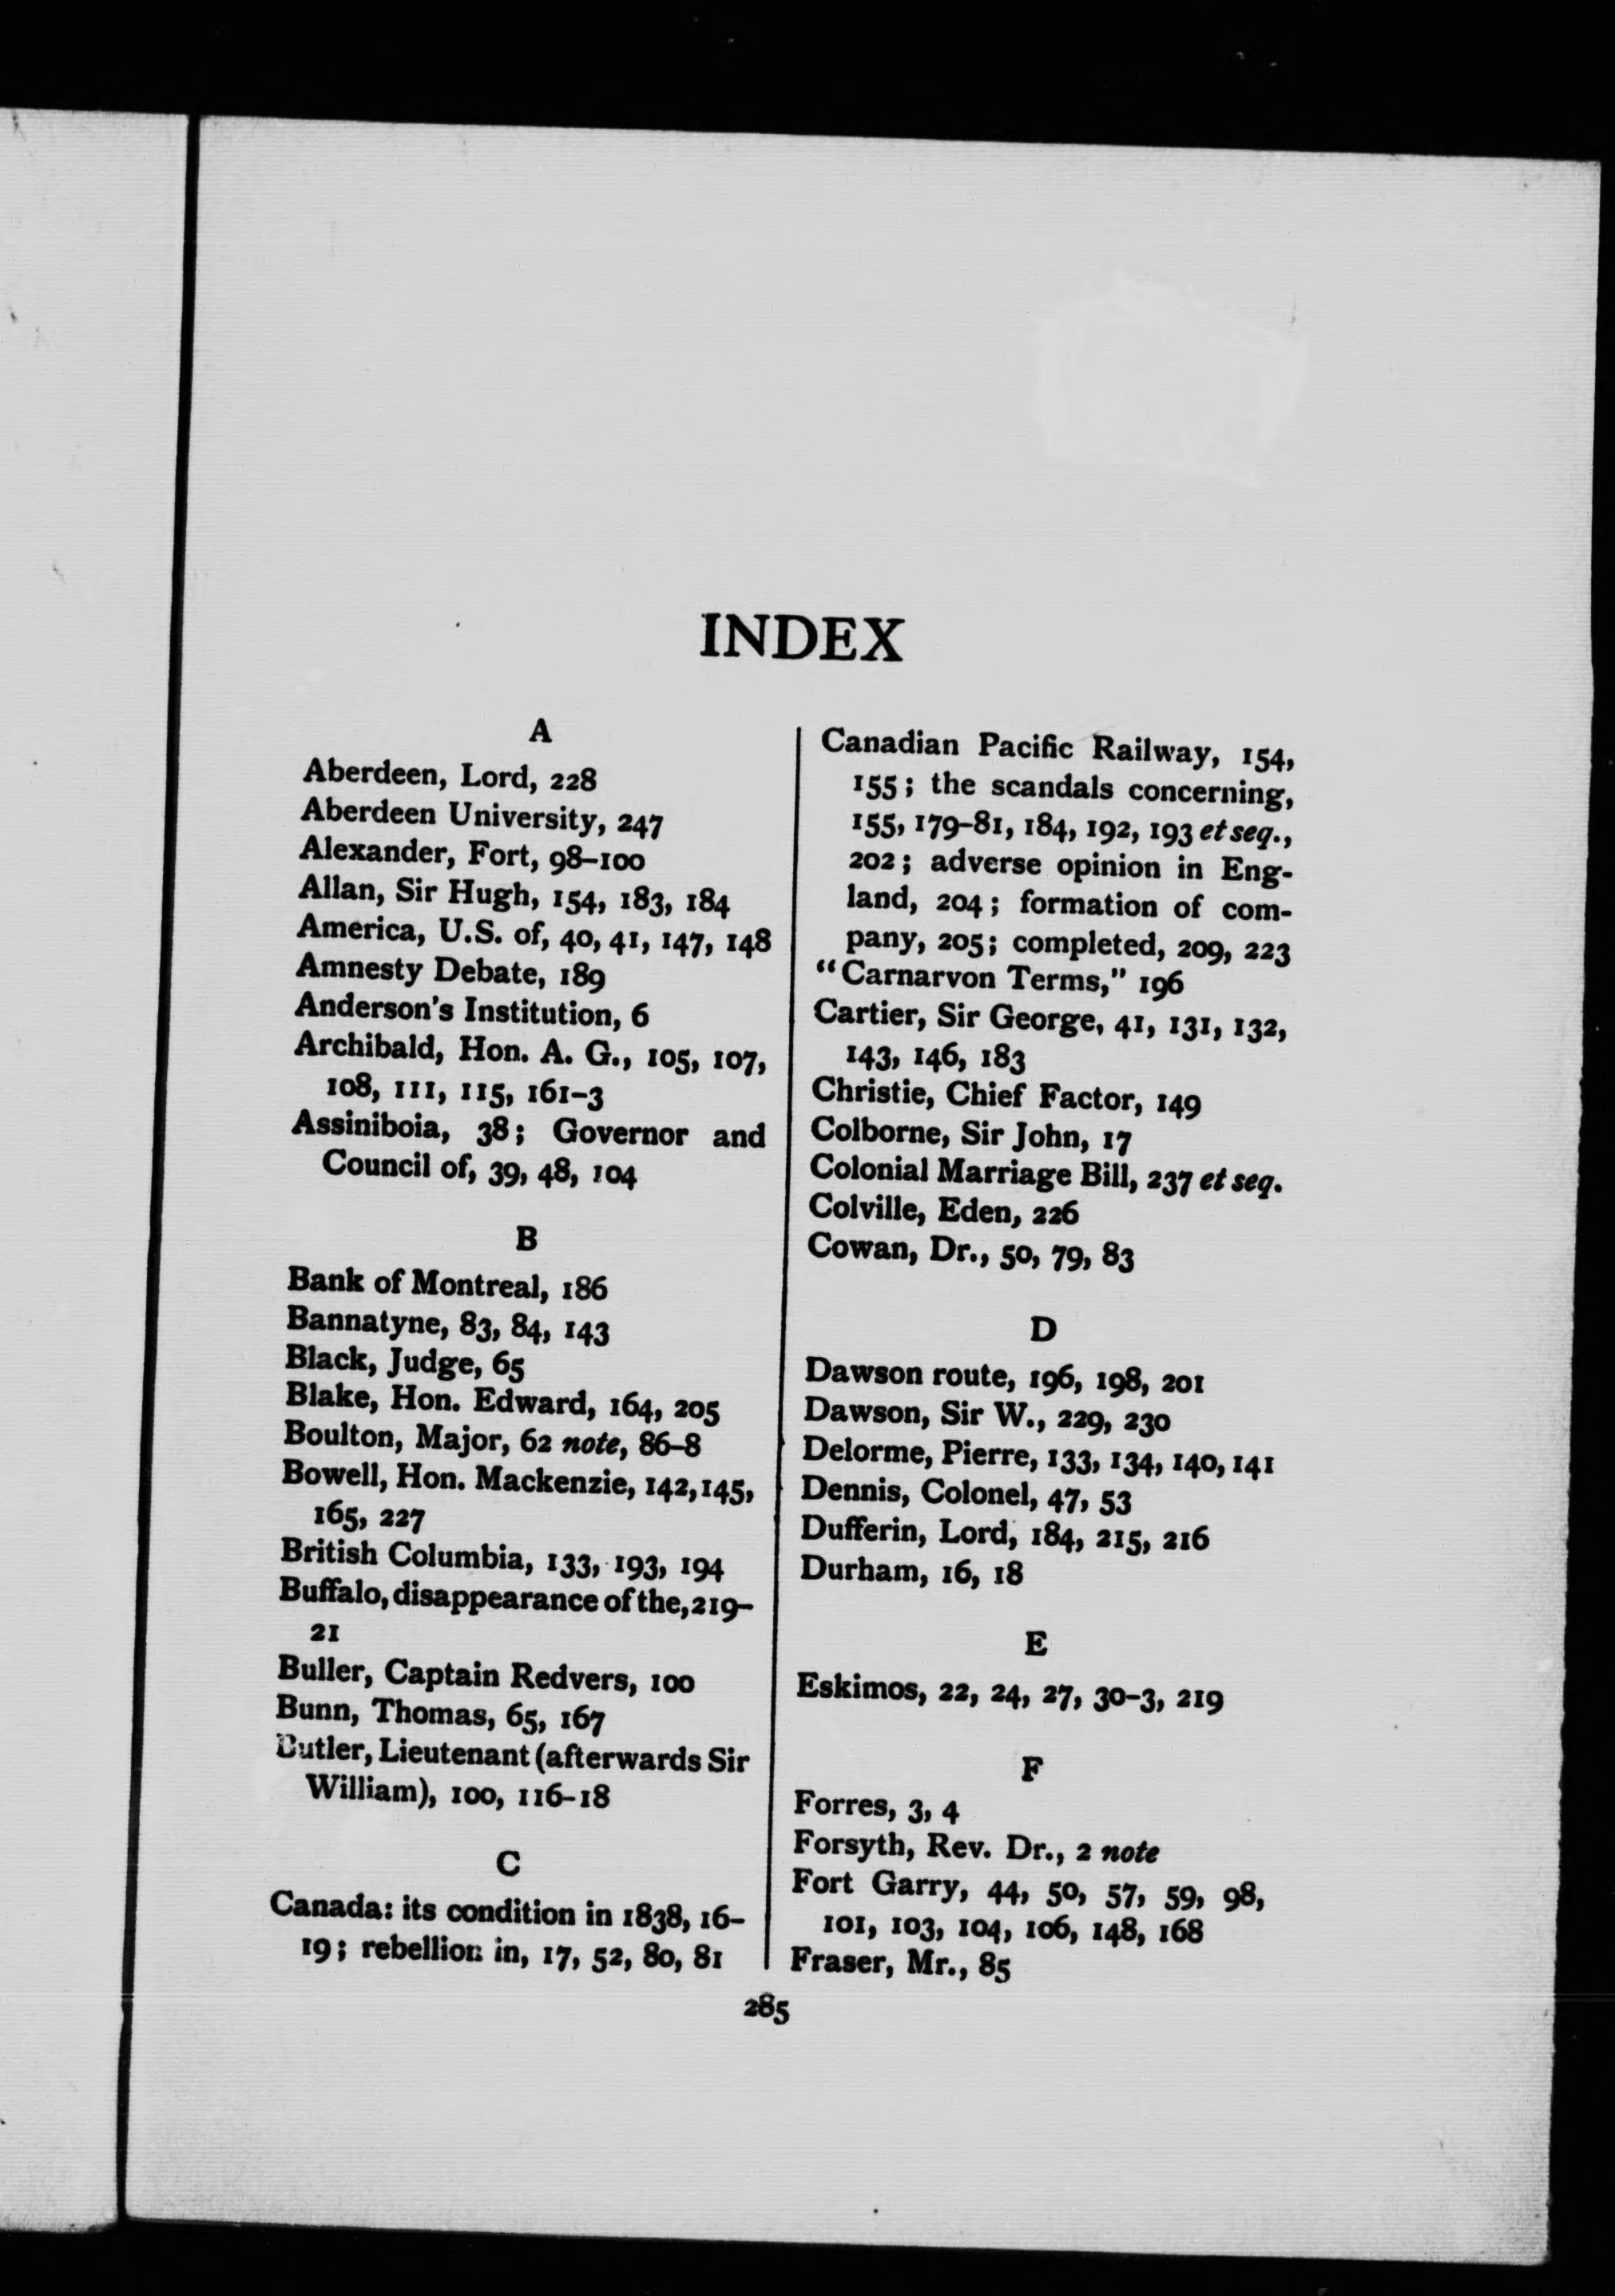 INDEX
A
Aberdeen, Lord, 228
Aberdeen University, 247
Alexander, Fort, 98–100
Allan, Sir Hugh, 154, 183, 184
America, U.S. of, 40, 41, 147, 148
Amnesty Debate, 189
Anderson's Institution, 6
Archibald, Hon. A. G., 105, 107,
108, 111, 115, 161–3
Assiniboia, 38; Governor and
Council of, 39, 48, 104
B
Bank of Montreal, 186
Bannatyne, 83, 84, 143
Black, Judge, 65
Blake, Hon. Edward, 164, 205
Boulton, Major, 62 note, 86–8
Bowell, Hon. Mackenzie, 142, 145,
165, 227
British Columbia, 133, 193, 194
Buffalo, disappearance of the, 219–
21
Buller, Captain Redvers, 100
Bunn, Thomas, 65, 167
Butler, Lieutenant (afterwards Sir
William), 100, 116–18
C
Canada: its condition in 1838, 16–
19; rebellion in, 17, 52, 80, 81
Canadian Pacific Railway, 154,
155; the scandals concerning,
155, 179–81, 184, 192, 193 et seq.,
202; adverse opinion in Eng-
land, 204; formation of com-
pany, 205; completed, 209, 223
"Carnarvon Terms," 196
Cartier, Sir George, 41, 131, 132,
143, 146, 183
Christie, Chief Factor, 149
Colborne, Sir John, 17
Colonial Marriage Bill, 237 et seq.
Colville, Eden, 226
Cowan, Dr., 50, 79, 83
D
Dawson route, 196, 198, 201
Dawson, Sir W., 229, 230
Delorme, Pierre, 133, 134, 140, 141
Dennis, Colonel, 47, 53
Dufferin, Lord, 184, 215, 216
Durham, 16, 18
E
Eskimos, 22, 24, 27, 30–3, 219
F
Forres, 3, 4
Forsyth, Rev. Dr., 2 note
Fort Garry, 44, 50, 57, 59, 98,
101, 103, 104, 106, 148, 168
Fraser, Mr., 85
285